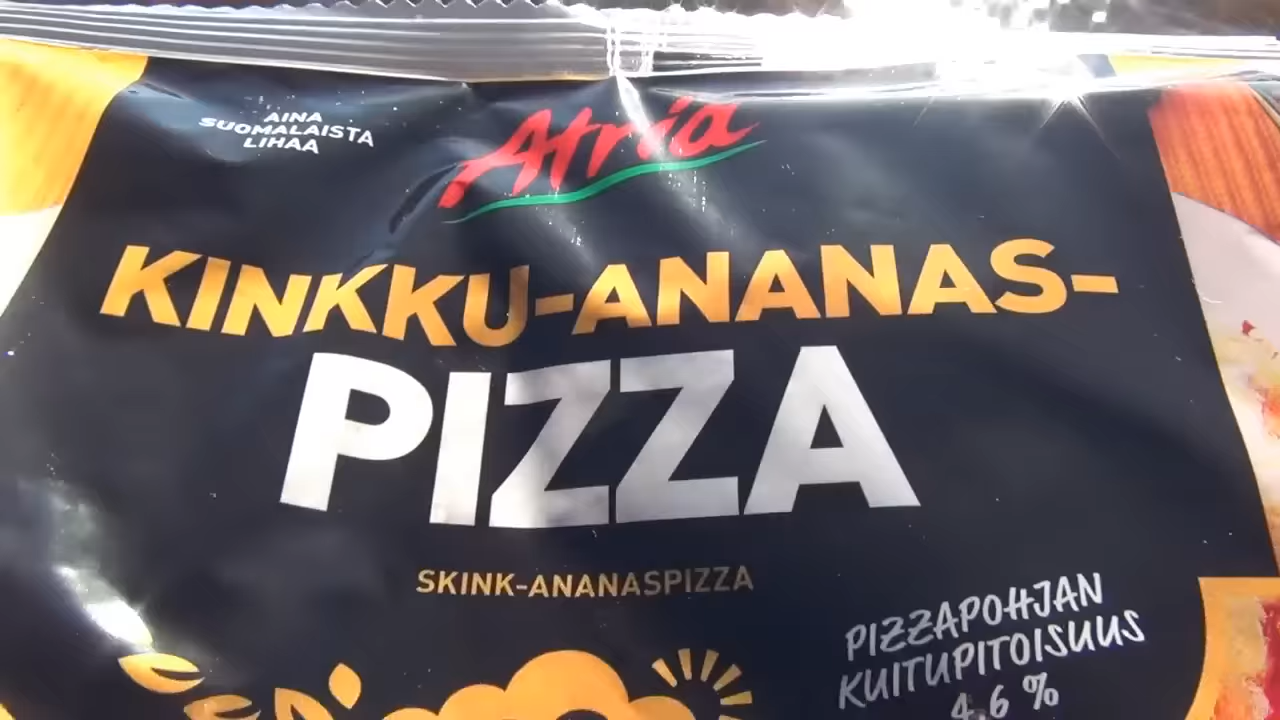 AINA
SUOMALAISTA
LIHAA
Atria
KINKKU-ANANAS-
PIZZA
SKINK-ANANASPIZZA
PIZZAPOHJAN
KUITUPITOISUUS
4,6 %